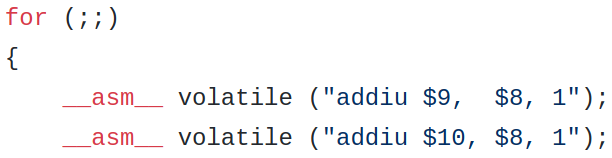 for (;;)
{
    __asm__ volatile ("addiu $9,  $8, 1");
    __asm__ volatile ("addiu $10, $8, 1");